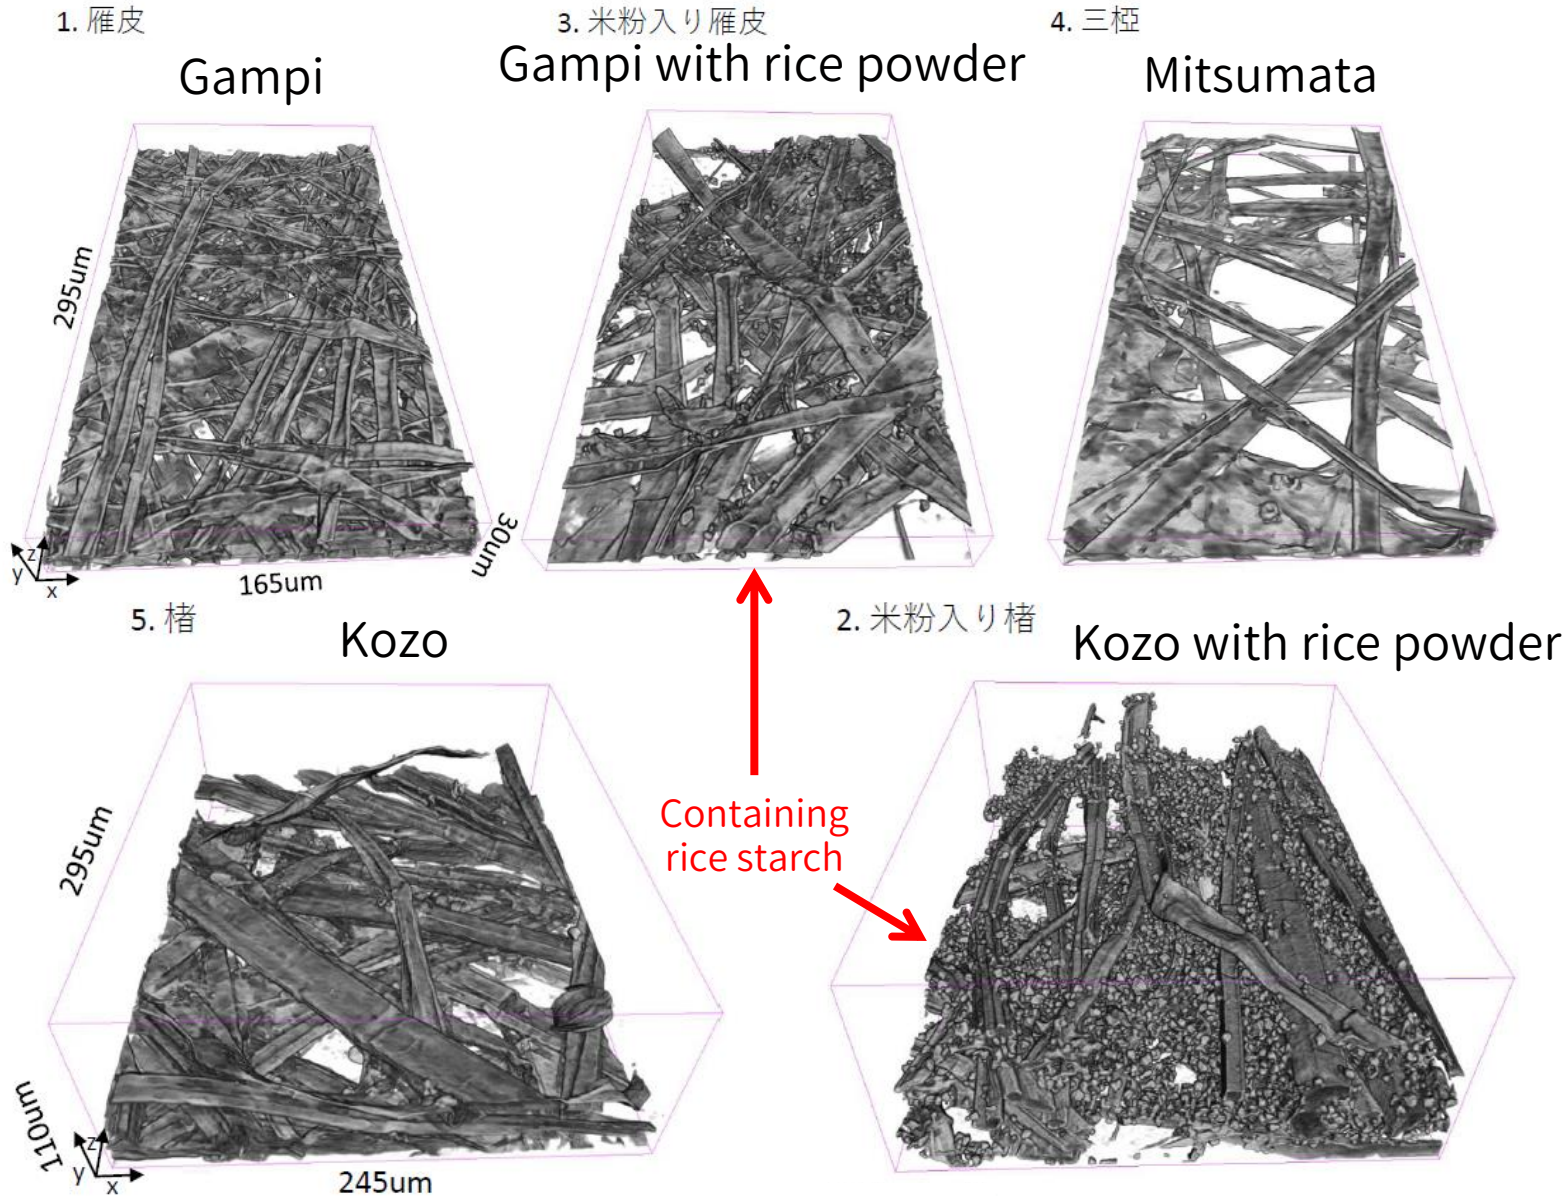 1. 雁皮
Gampi
3. 米粉入り雁皮
Gampi with rice powder
4. 三椏
Mitsumata
295um
165um
30um
z
y
x
5. 楮
Kozo
2. 米粉入り楮
Kozo with rice powder
Containing
rice starch
295um
110um
z
y
x
245um